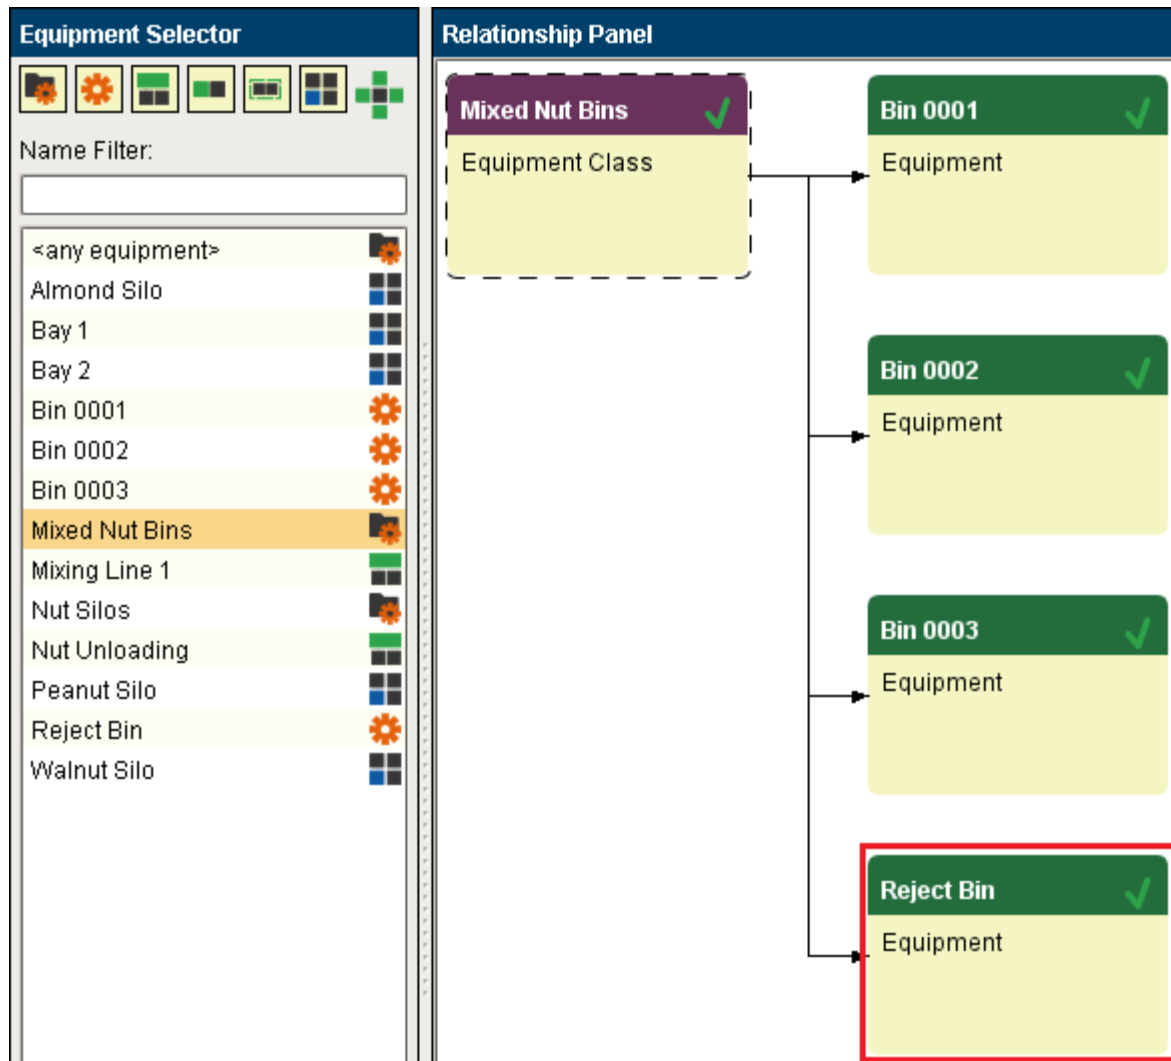 Equipment Selector
Name Filter:
<any equipment>
Almond Silo
Bay 1
Bay 2
Bin 0001
Bin 0002
Bin 0003
Mixed Nut Bins
Mixing Line 1
Nut Silos
Nut Unloading
Peanut Silo
Reject Bin
Walnut Silo
Relationship Panel
Mixed Nut Bins
Equipment Class
Bin 0001
Equipment
Bin 0002
Equipment
Bin 0003
Equipment
Reject Bin
Equipment